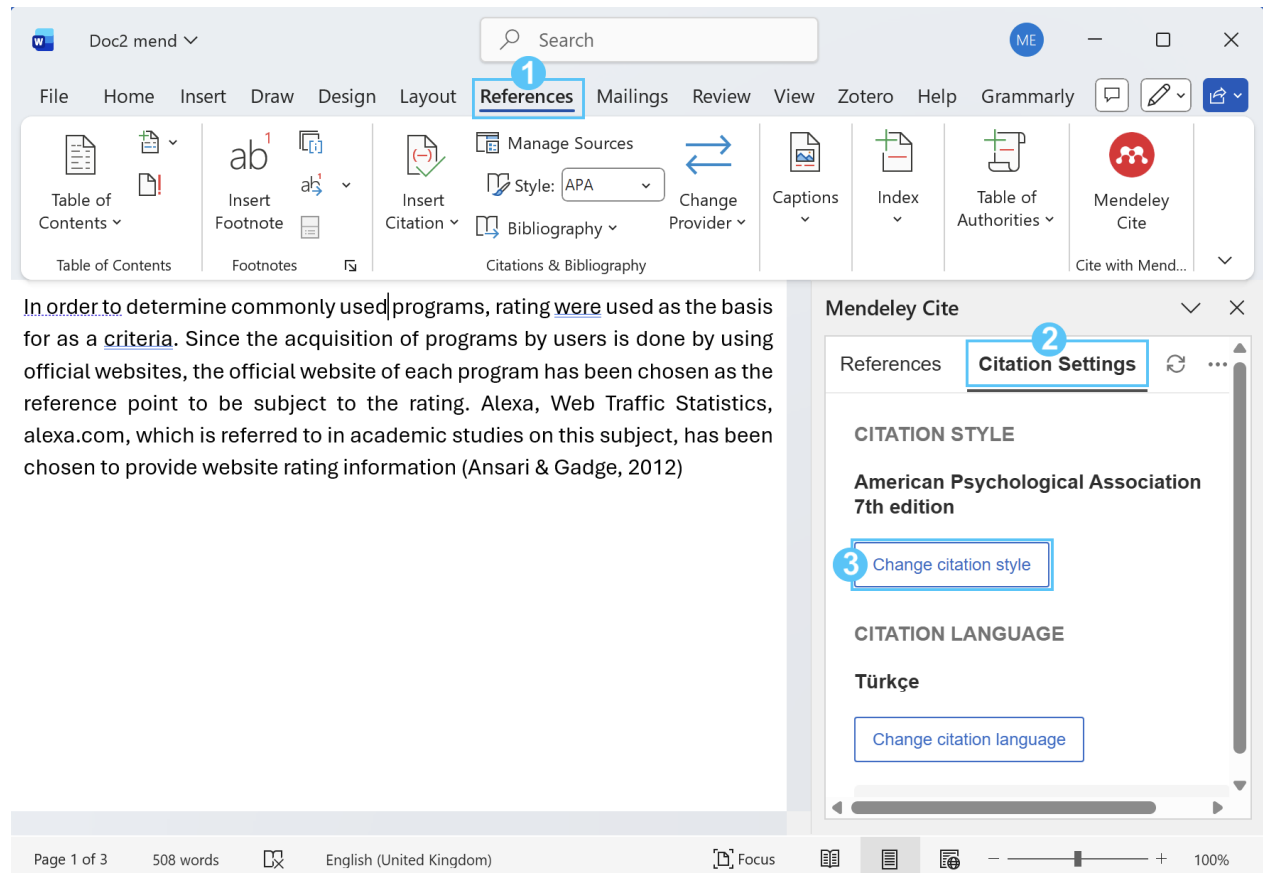 Doc2 mend
Search
ME
1
File Home Insert Draw Design Layout References Mailings Review View Zotero Help Grammarly
Table of
Contents
Table of Contents
ab1
Insert
Footnote
ab
Footnotes
Insert
Citation
Manage Sources
Style: APA
Bibliography
Change
Provider
Citations & Bibliography
Captions
Index
Table of
Authorities
Mendeley
Cite
Cite with Mend...
In order to determine commonly used programs, rating were used as the basis
for as a criteria. Since the acquisition of programs by users is done by using
official websites, the official website of each program has been chosen as the
reference point to be subject to the rating. Alexa, Web Traffic Statistics,
alexa.com, which is referred to in academic studies on this subject, has been
chosen to provide website rating information (Ansari & Gadge, 2012)
Mendeley Cite
2
References Citation Settings
CITATION STYLE
American Psychological Association
7th edition
3 Change citation style
CITATION LANGUAGE
Türkçe
Change citation language
Page 1 of 3 508 words English (United Kingdom) Focus 100%